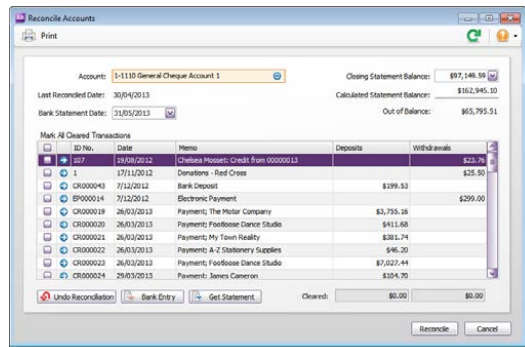 Reconcile Accounts
Print
Account: 1-1110 General Cheque Account 1
Closing Statement Balance: $97,149.59
Last Reconciled Date: 30/04/2013
Calculated Statement Balance: $162,945.10
Bank Statement Date: 31/05/2013
Out of Balance: $65,795.51
Mark All Cleared Transactions
ID No. Date Memo Deposits Withdrawals
107 19/08/2012 Chelsea Mosset: Credit from 00000013 $23.76
1 17/11/2012 Donations - Red Cross $25.50
CR000043 7/12/2012 Bank Deposit $199.53
EP000014 7/12/2012 Electronic Payment $299.00
CR000019 26/03/2013 Payment; The Motor Company $3,755.16
CR000020 26/03/2013 Payment; Footloose Dance Studio $411.68
CR000021 26/03/2013 Payment; My Town Reality $381.74
CR000022 26/03/2013 Payment; A-Z Stationery Supplies $46.20
CR000023 26/03/2013 Payment; Footloose Dance Studio $7,027.44
CR000024 29/03/2013 Payment; James Cameron $104.70
Undo Reconciliation Bank Entry Get Statement Cleared: $0.00 $0.00
Reconcile Cancel